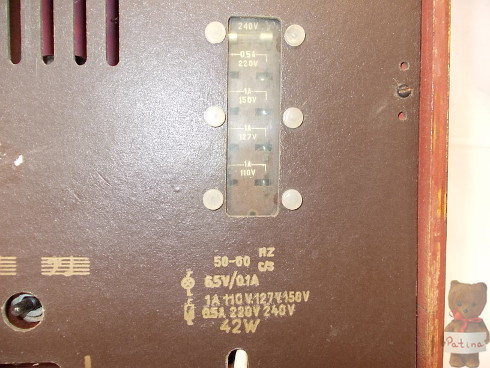 240V
0.5A
220V
1A
150V
1A
127V
1A
110V
50-60 HZ
C/S
6.5V/0.1A
1A 110V.127V.150V
0.5A 220V 240V
42W
Patina